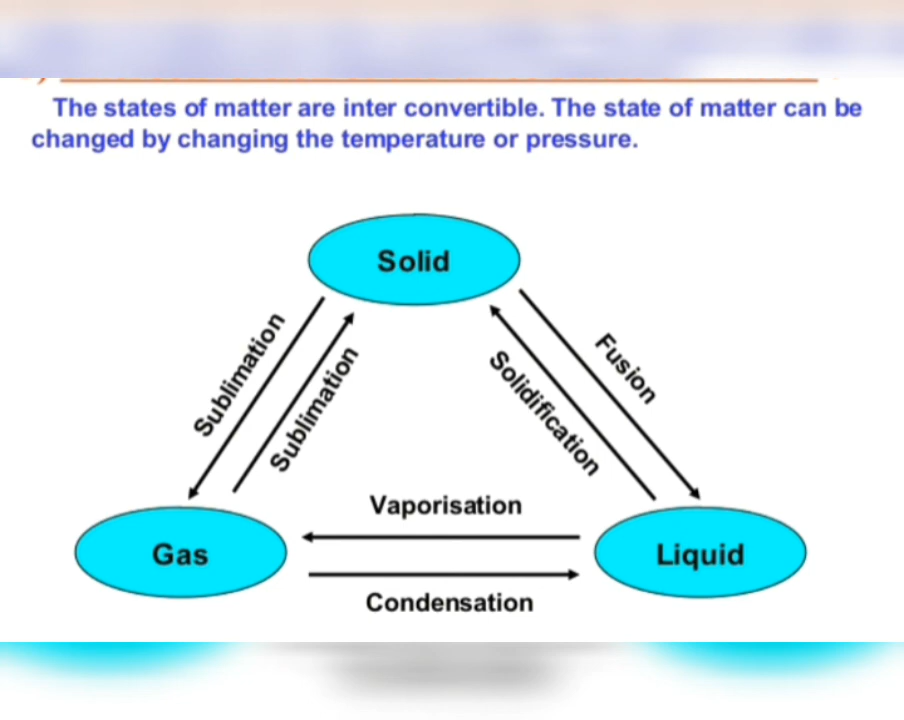 The states of matter are inter convertible. The state of matter can be
changed by changing the temperature or pressure.
Solid
Sublimation
Sublimation
Solidification
Fusion
Vaporisation
Gas
Liquid
Condensation